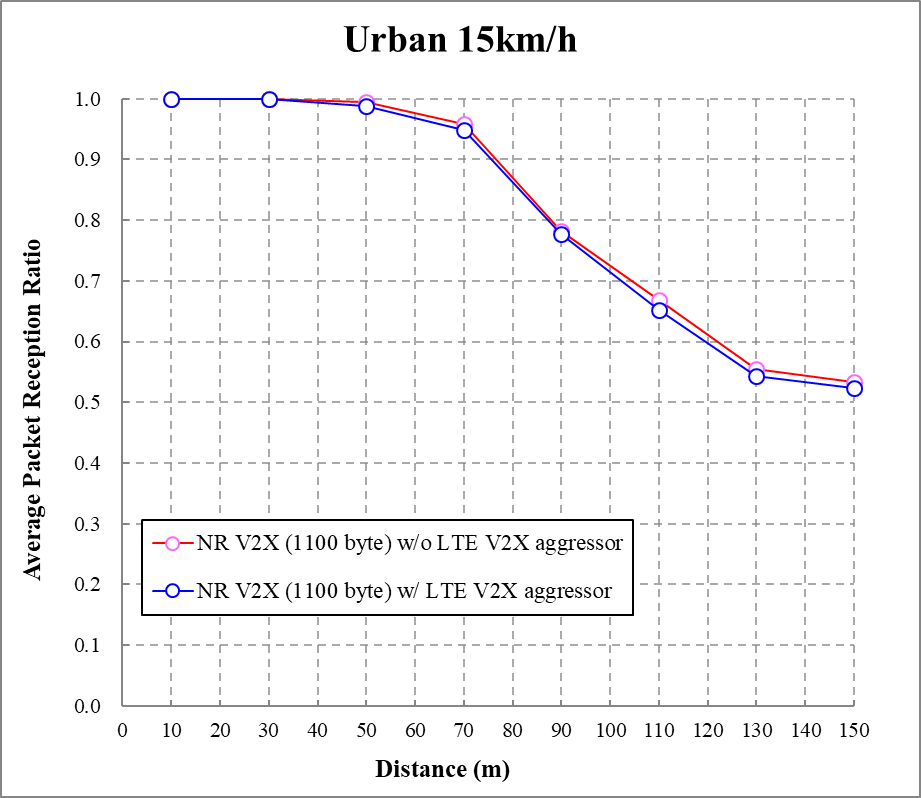 Urban 15km/h
1.0
0.9
0.8
0.7
0.6
0.5
0.4
0.3
0.2
0.1
0.0
Average Packet Reception Ratio
NR V2X (1100 byte) w/o LTE V2X aggressor
NR V2X (1100 byte) w/ LTE V2X aggressor
0 10 20 30 40 50 60 70 80 90 100 110 120 130 140 150
Distance (m)